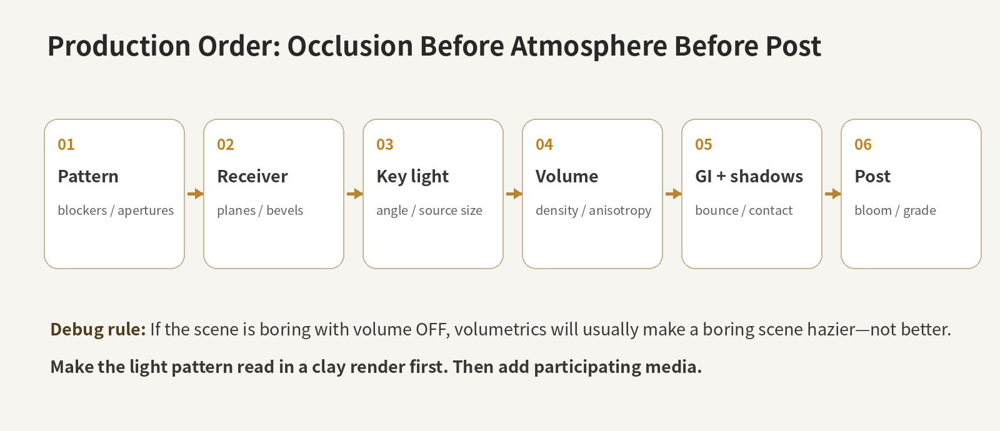 Production Order: Occlusion Before Atmosphere Before Post
01
Pattern
blockers / apertures
02
Receiver
planes / bevels
03
Key light
angle / source size
04
Volume
density / anisotropy
05
GI + shadows
bounce / contact
06
Post
bloom / grade
Debug rule: If the scene is boring with volume OFF, volumetrics will usually make a boring scene hazier—not better.
Make the light pattern read in a clay render first. Then add participating media.